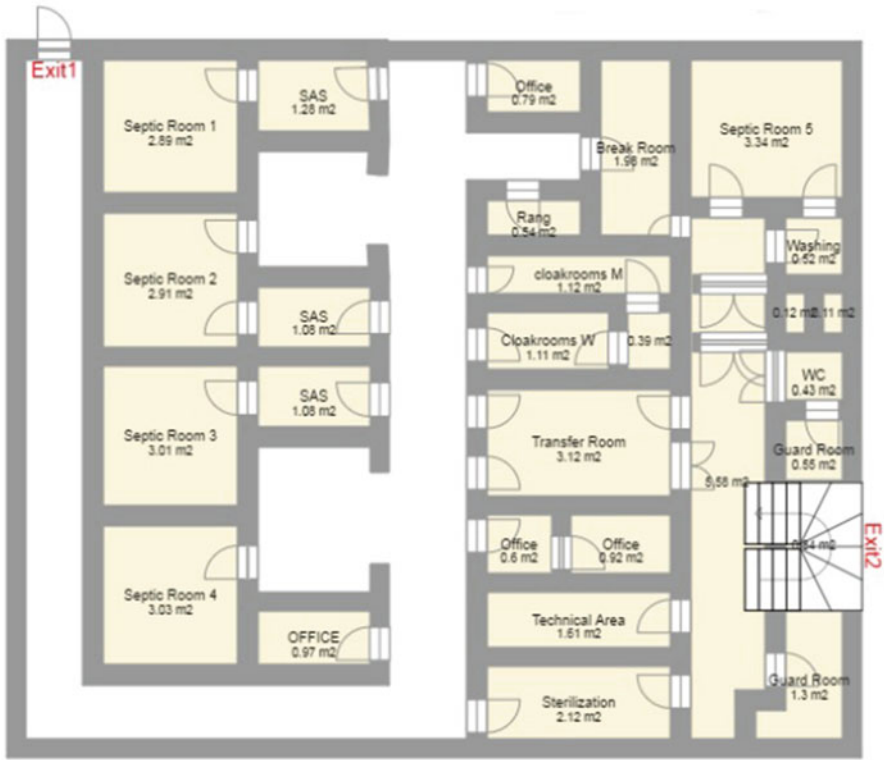 Exit1
Septic Room 1
2.89 m2
SAS
1.28 m2
Office
0.79 m2
Break Room
1.98 m2
Septic Room 5
3.34 m2
Rang
0.54 m2
Washing
0.52 m2
Septic Room 2
2.91 m2
SAS
1.08 m2
cloakrooms M
1.12 m2
Cloakrooms W
1.11 m2
0.39 m2
0.12 m2
WC
0.43 m2
Septic Room 3
3.01 m2
SAS
1.08 m2
Transfer Room
3.12 m2
Guard Room
0.55 m2
5.58 m2
Office
0.6 m2
Office
0.92 m2
Exit2
Septic Room 4
3.03 m2
OFFICE
0.97 m2
Technical Area
1.61 m2
Sterilization
2.12 m2
Guard Room
1.3 m2